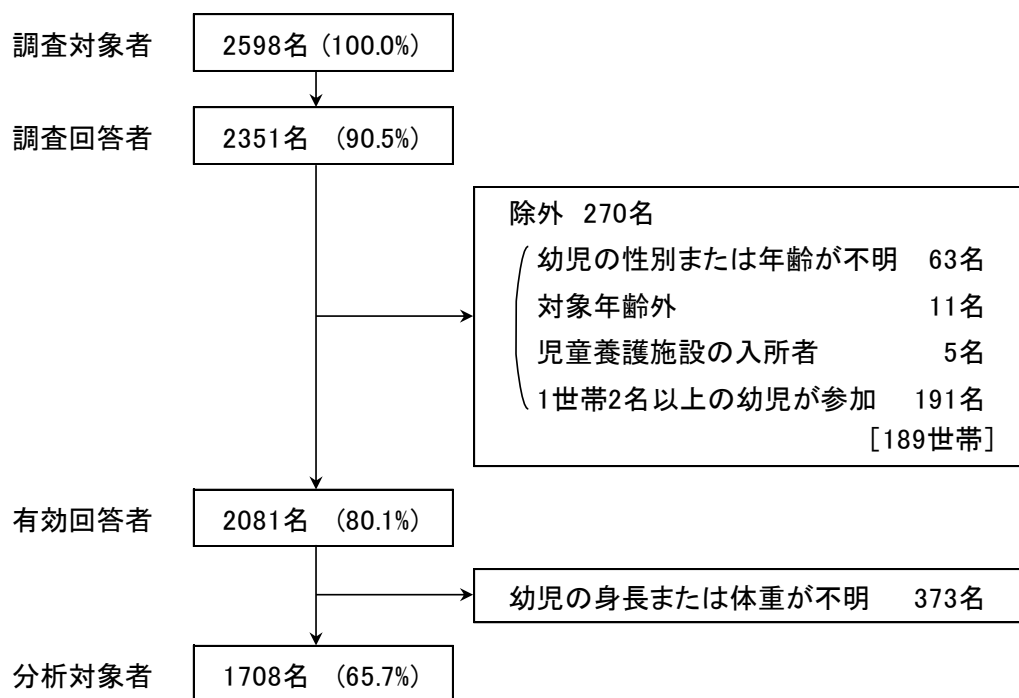 調査対象者 2598名 (100.0%)
調査回答者 2351名 (90.5%)
除外 270名
幼児の性別または年齢が不明 63名
対象年齢外 11名
児童養護施設の入所者 5名
1世帯2名以上の幼児が参加 191名
[189世帯]
有効回答者 2081名 (80.1%)
幼児の身長または体重が不明 373名
分析対象者 1708名 (65.7%)